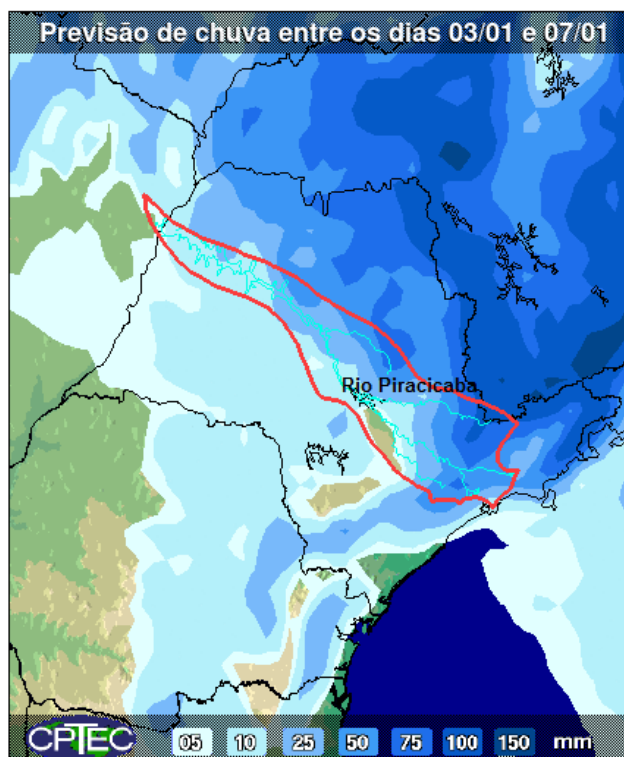 Previsão de chuva entre os dias 03/01 e 07/01
Rio Piracicaba
CPTEC 05 10 25 50 75 100 150 mm